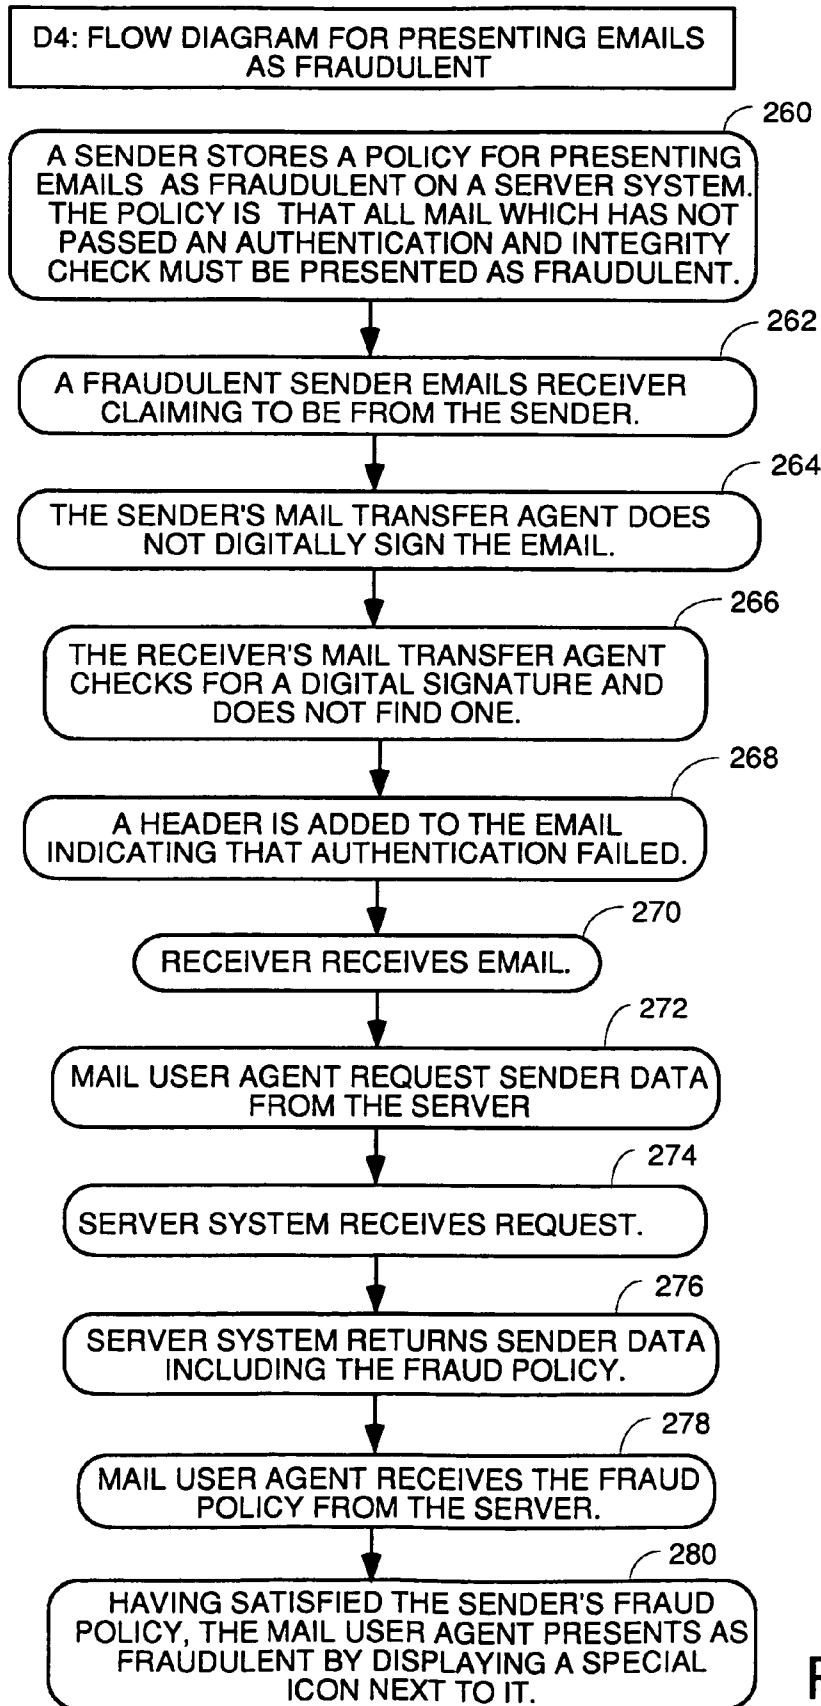 D4: FLOW DIAGRAM FOR PRESENTING EMAILS
AS FRAUDULENT
260
A SENDER STORES A POLICY FOR PRESENTING
EMAILS AS FRAUDULENT ON A SERVER SYSTEM.
THE POLICY IS THAT ALL MAIL WHICH HAS NOT
PASSED AN AUTHENTICATION AND INTEGRITY
CHECK MUST BE PRESENTED AS FRAUDULENT.
262
A FRAUDULENT SENDER EMAILS RECEIVER
CLAIMING TO BE FROM THE SENDER.
264
THE SENDER'S MAIL TRANSFER AGENT DOES
NOT DIGITALLY SIGN THE EMAIL.
266
THE RECEIVER'S MAIL TRANSFER AGENT
CHECKS FOR A DIGITAL SIGNATURE AND
DOES NOT FIND ONE.
268
A HEADER IS ADDED TO THE EMAIL
INDICATING THAT AUTHENTICATION FAILED.
270
RECEIVER RECEIVES EMAIL.
272
MAIL USER AGENT REQUEST SENDER DATA
FROM THE SERVER
274
SERVER SYSTEM RECEIVES REQUEST.
276
SERVER SYSTEM RETURNS SENDER DATA
INCLUDING THE FRAUD POLICY.
278
MAIL USER AGENT RECEIVES THE FRAUD
POLICY FROM THE SERVER.
280
HAVING SATISFIED THE SENDER'S FRAUD
POLICY, THE MAIL USER AGENT PRESENTS AS
FRAUDULENT BY DISPLAYING A SPECIAL
ICON NEXT TO IT.